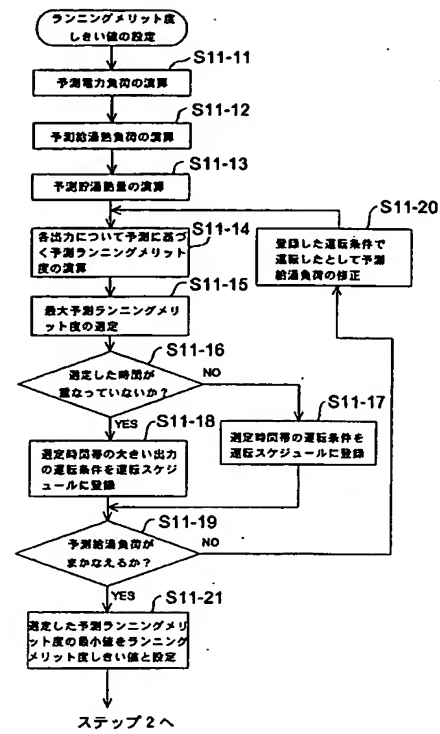 ランニングメリット度
しきい値の設定
S11-11
予測電力負荷の演算
S11-12
予測給湯熱負荷の演算
S11-13
予測貯湯熱量の演算
S11-14
各出力について予測に基づ
く予測ランニングメリット
度の演算
S11-20
登録した運転条件で
運転したとして予測
給湯負荷の修正
S11-15
最大予測ランニングメリ
ット度の選定
S11-16
選定した時間が
重なっていないか?
NO
YES
S11-17
選定時間帯の運転条件を
運転スケジュールに登録
S11-18
選定時間帯の大きい出力
の運転条件を運転スケジ
ュールに登録
S11-19
予測給湯負荷が
まかなえるか?
NO
YES
S11-21
選定した予測ランニングメリ
ット度の最小値をランニング
メリット度しきい値と設定
ステップ2へ